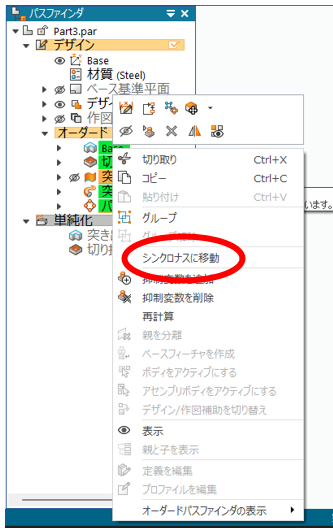 パスファインダ
Part3.par
デザイン
Base
材質 (Steel)
ベース基準平面
デザ
作図
オーダード
Base
切
突
突
パ
単純化
突き
切り抜
切り取り Ctrl+X
コピー Ctrl+C
貼り付け Ctrl+V
います。
グループ
シンクロナスに移動
抑制変数を追加
抑制変数を削除
再計算
親を分離
ベースフィーチャを作成
ボディをアクティブにする
アセンブリボディをアクティブにする
デザイン/作図補助を切り替え
表示
親と子を表示
定義を編集
プロファイルを編集
オーダードパスファインダの表示